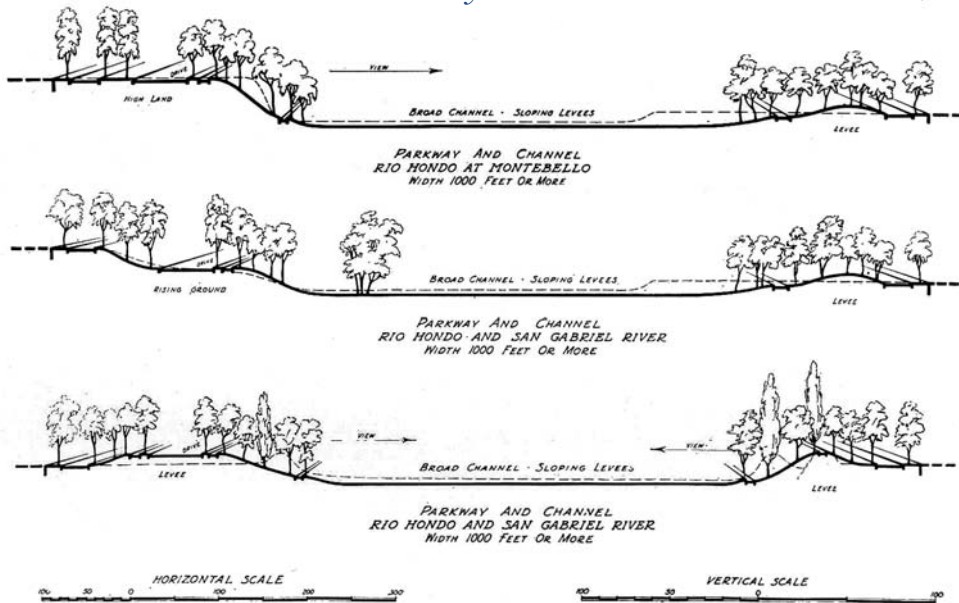 VIEW
DRIVE
HIGH LAND
BROAD CHANNEL - SLOPING LEVEES
LEVEE
PARKWAY AND CHANNEL
RIO HONDO AT MONTEBELLO
WIDTH 1000 FEET OR MORE
DRIVE
RISING GROUND
BROAD CHANNEL - SLOPING LEVEES
LEVEE
PARKWAY AND CHANNEL
RIO HONDO AND SAN GABRIEL RIVER
WIDTH 1000 FEET OR MORE
VIEW
VIEW
DRIVE
LEVEE
BROAD CHANNEL - SLOPING LEVEES
LEVEE
PARKWAY AND CHANNEL
RIO HONDO AND SAN GABRIEL RIVER
WIDTH 1000 FEET OR MORE
HORIZONTAL SCALE
100 50 0 100 200 300
VERTICAL SCALE
100 50 0 50 100